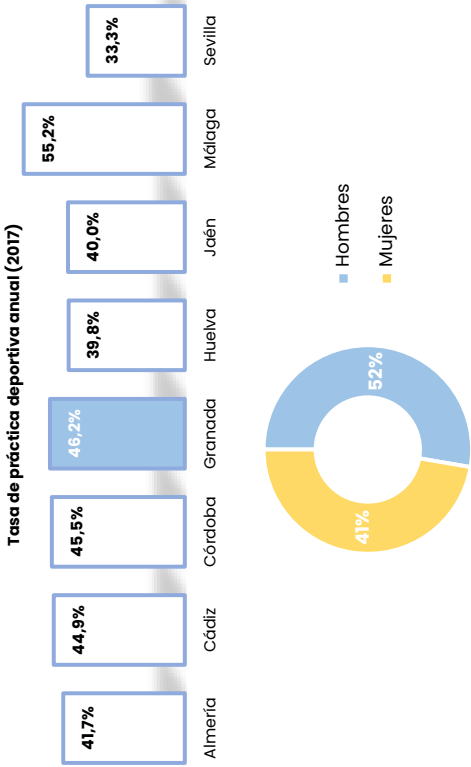 Tasa de práctica deportiva anual (2017)
41,7%
44,9%
45,5%
46,2%
39,8%
40,0%
55,2%
33,3%
Almería
Cádiz
Córdoba
Granada
Huelva
Jaén
Málaga
Sevilla
41%
52%
Hombres
Mujeres